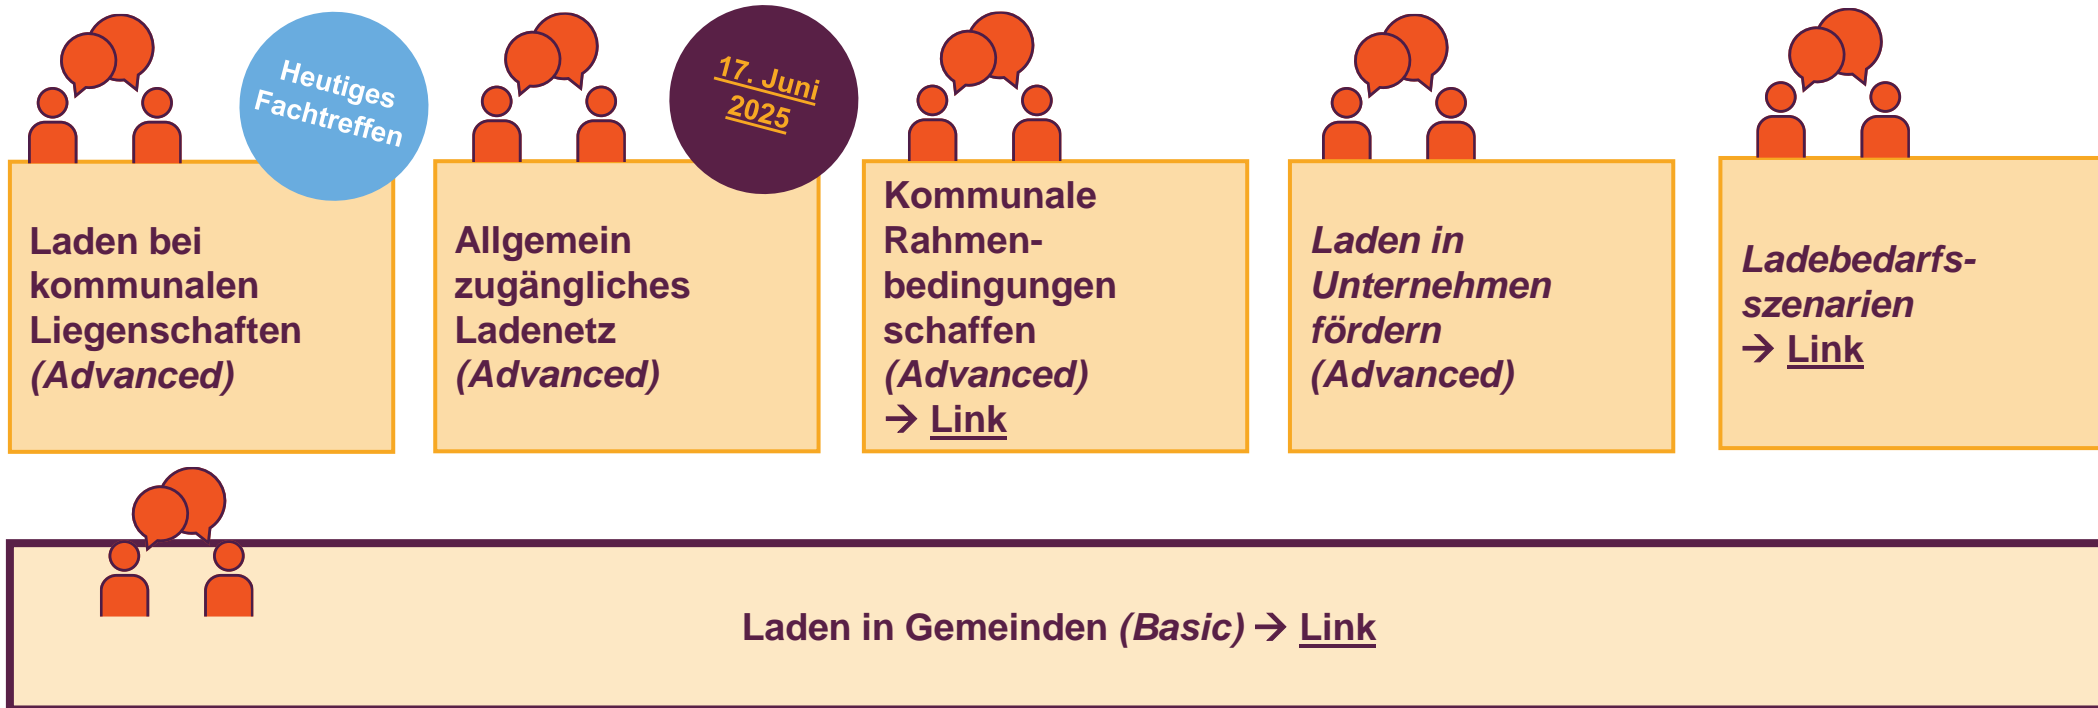 Heutiges
Fachtreffen
17. Juni
2025
Laden bei
kommunalen
Liegenschaften
(Advanced)
Allgemein
zugängliches
Ladenetz
(Advanced)
Kommunale
Rahmen-
bedingungen
schaffen
(Advanced)
→ Link
Laden in
Unternehmen
fördern
(Advanced)
Ladebedarfs-
szenarien
→ Link
Laden in Gemeinden (Basic) → Link